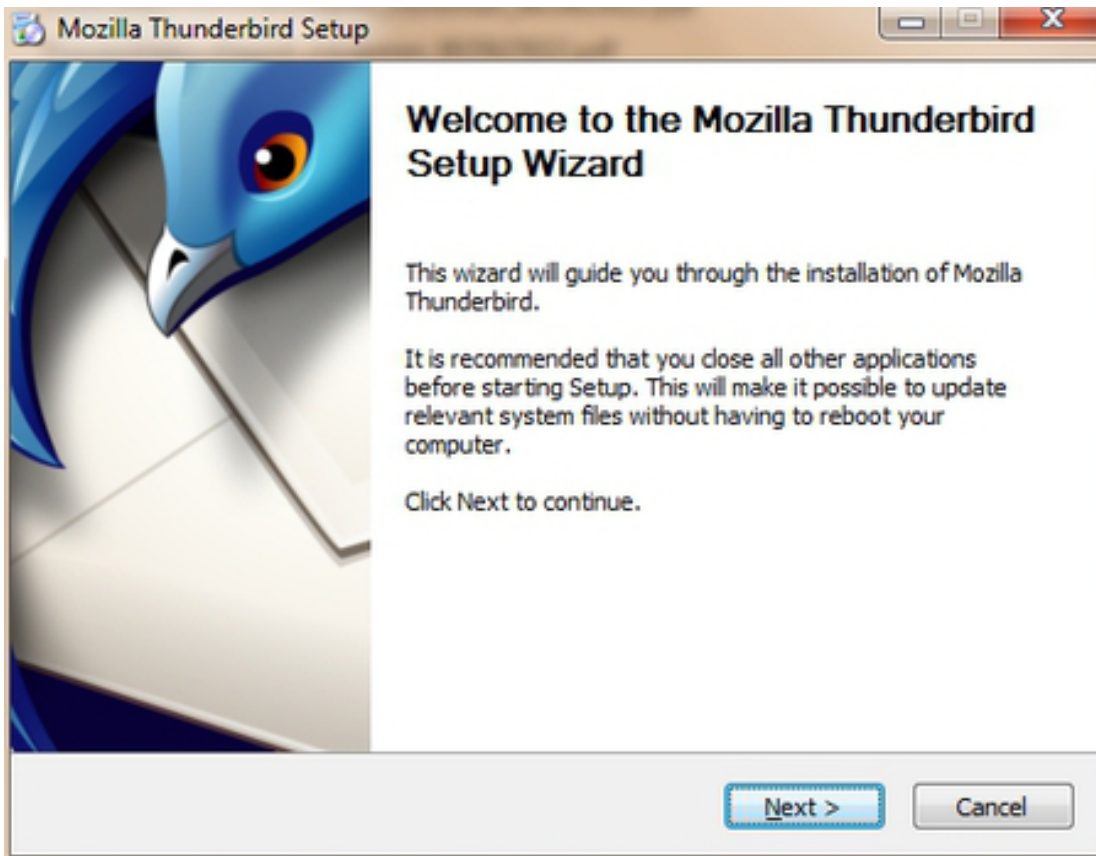 Mozilla Thunderbird Setup
Welcome to the Mozilla Thunderbird
Setup Wizard
This wizard will guide you through the installation of Mozilla
Thunderbird.
It is recommended that you close all other applications
before starting Setup. This will make it possible to update
relevant system files without having to reboot your
computer.
Click Next to continue.
Next >
Cancel